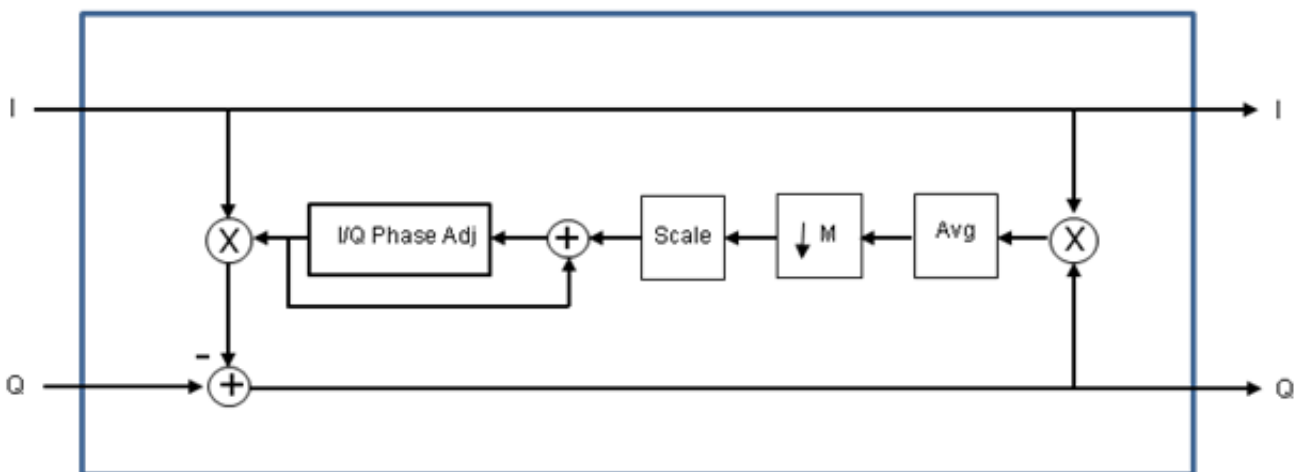 I I
X I/Q Phase Adj + Scale ↓ M Avg X
-
Q + Q